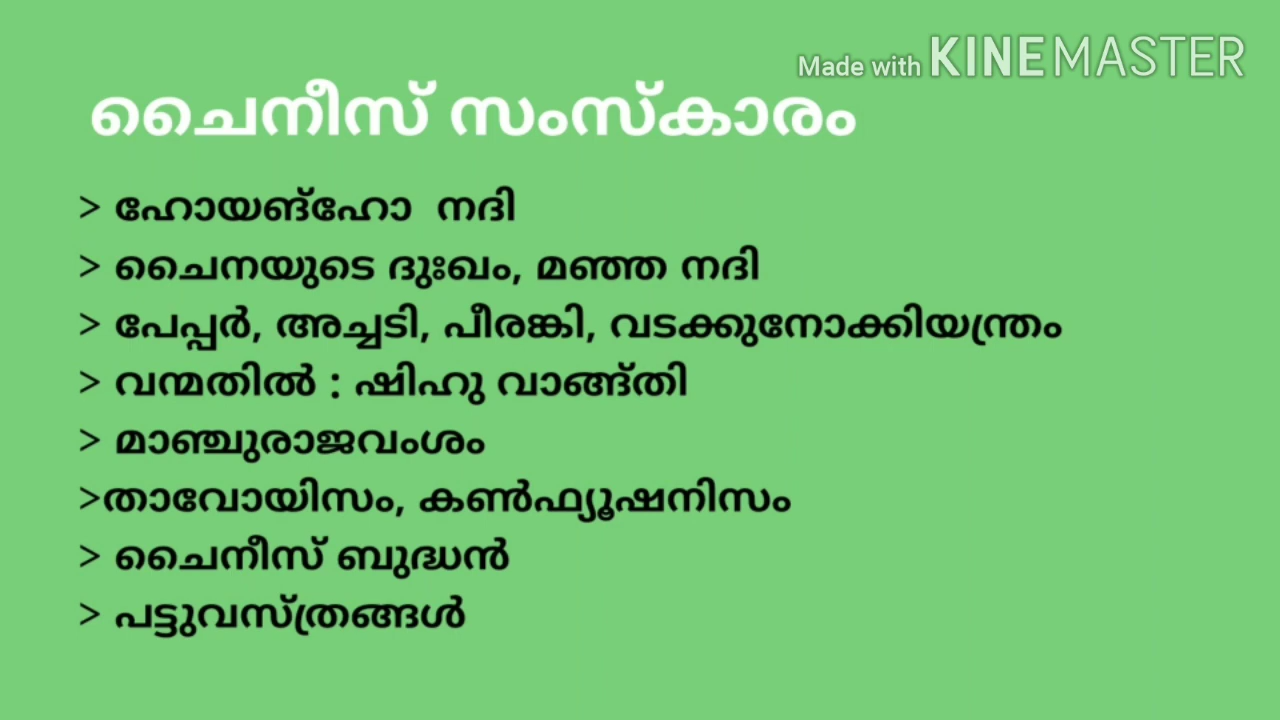 Made with KINEMASTER
ചൈനീസ് സംസ്കാരം
> ഹോയങ്ഹോ നദി
> ചൈനയുടെ ദുഃഖം, മഞ്ഞ നദി
> പേപ്പർ, അച്ചടി, പീരങ്കി, വടക്കുനോക്കിയന്ത്രം
> വന്മതിൽ : ഷിഹു വാങ്ങ്തി
> മാഞ്ചുരാജവംശം
>താവോയിസം, കൺഫ്യൂഷനിസം
> ചൈനീസ് ബുദ്ധൻ
> പട്ടുവസ്ത്രങ്ങൾ